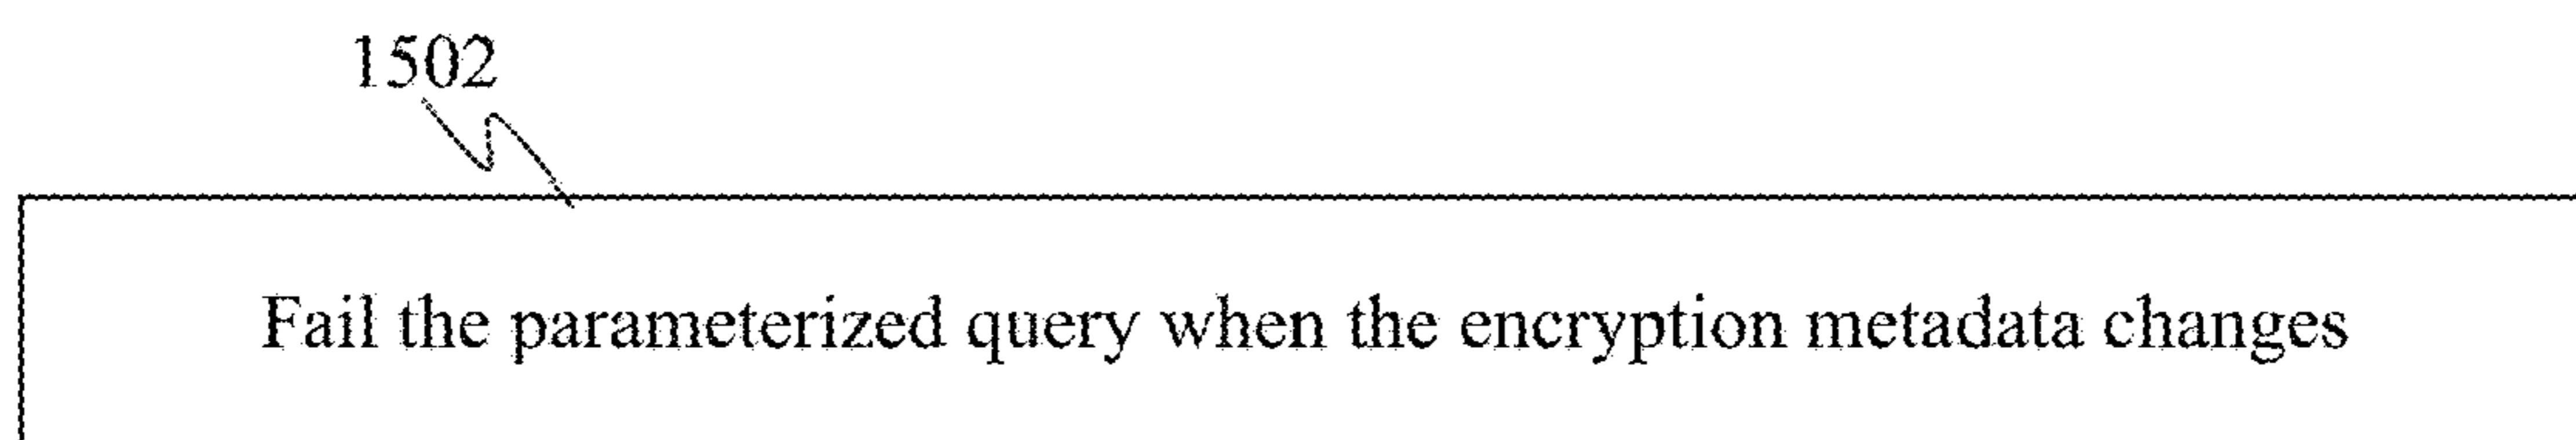 1502
Fail the parameterized query when the encryption metadata changes